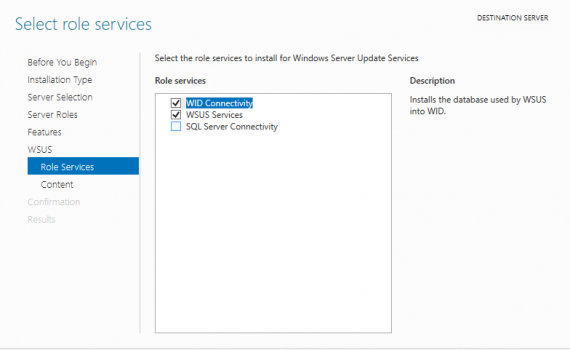 Select role services
DESTINATION SERVER
Before You Begin
Installation Type
Server Selection
Server Roles
Features
WSUS
Role Services
Content
Confirmation
Results
Select the role services to install for Windows Server Update Services
Role services
WID Connectivity
WSUS Services
SQL Server Connectivity
Description
Installs the database used by WSUS
into WID.